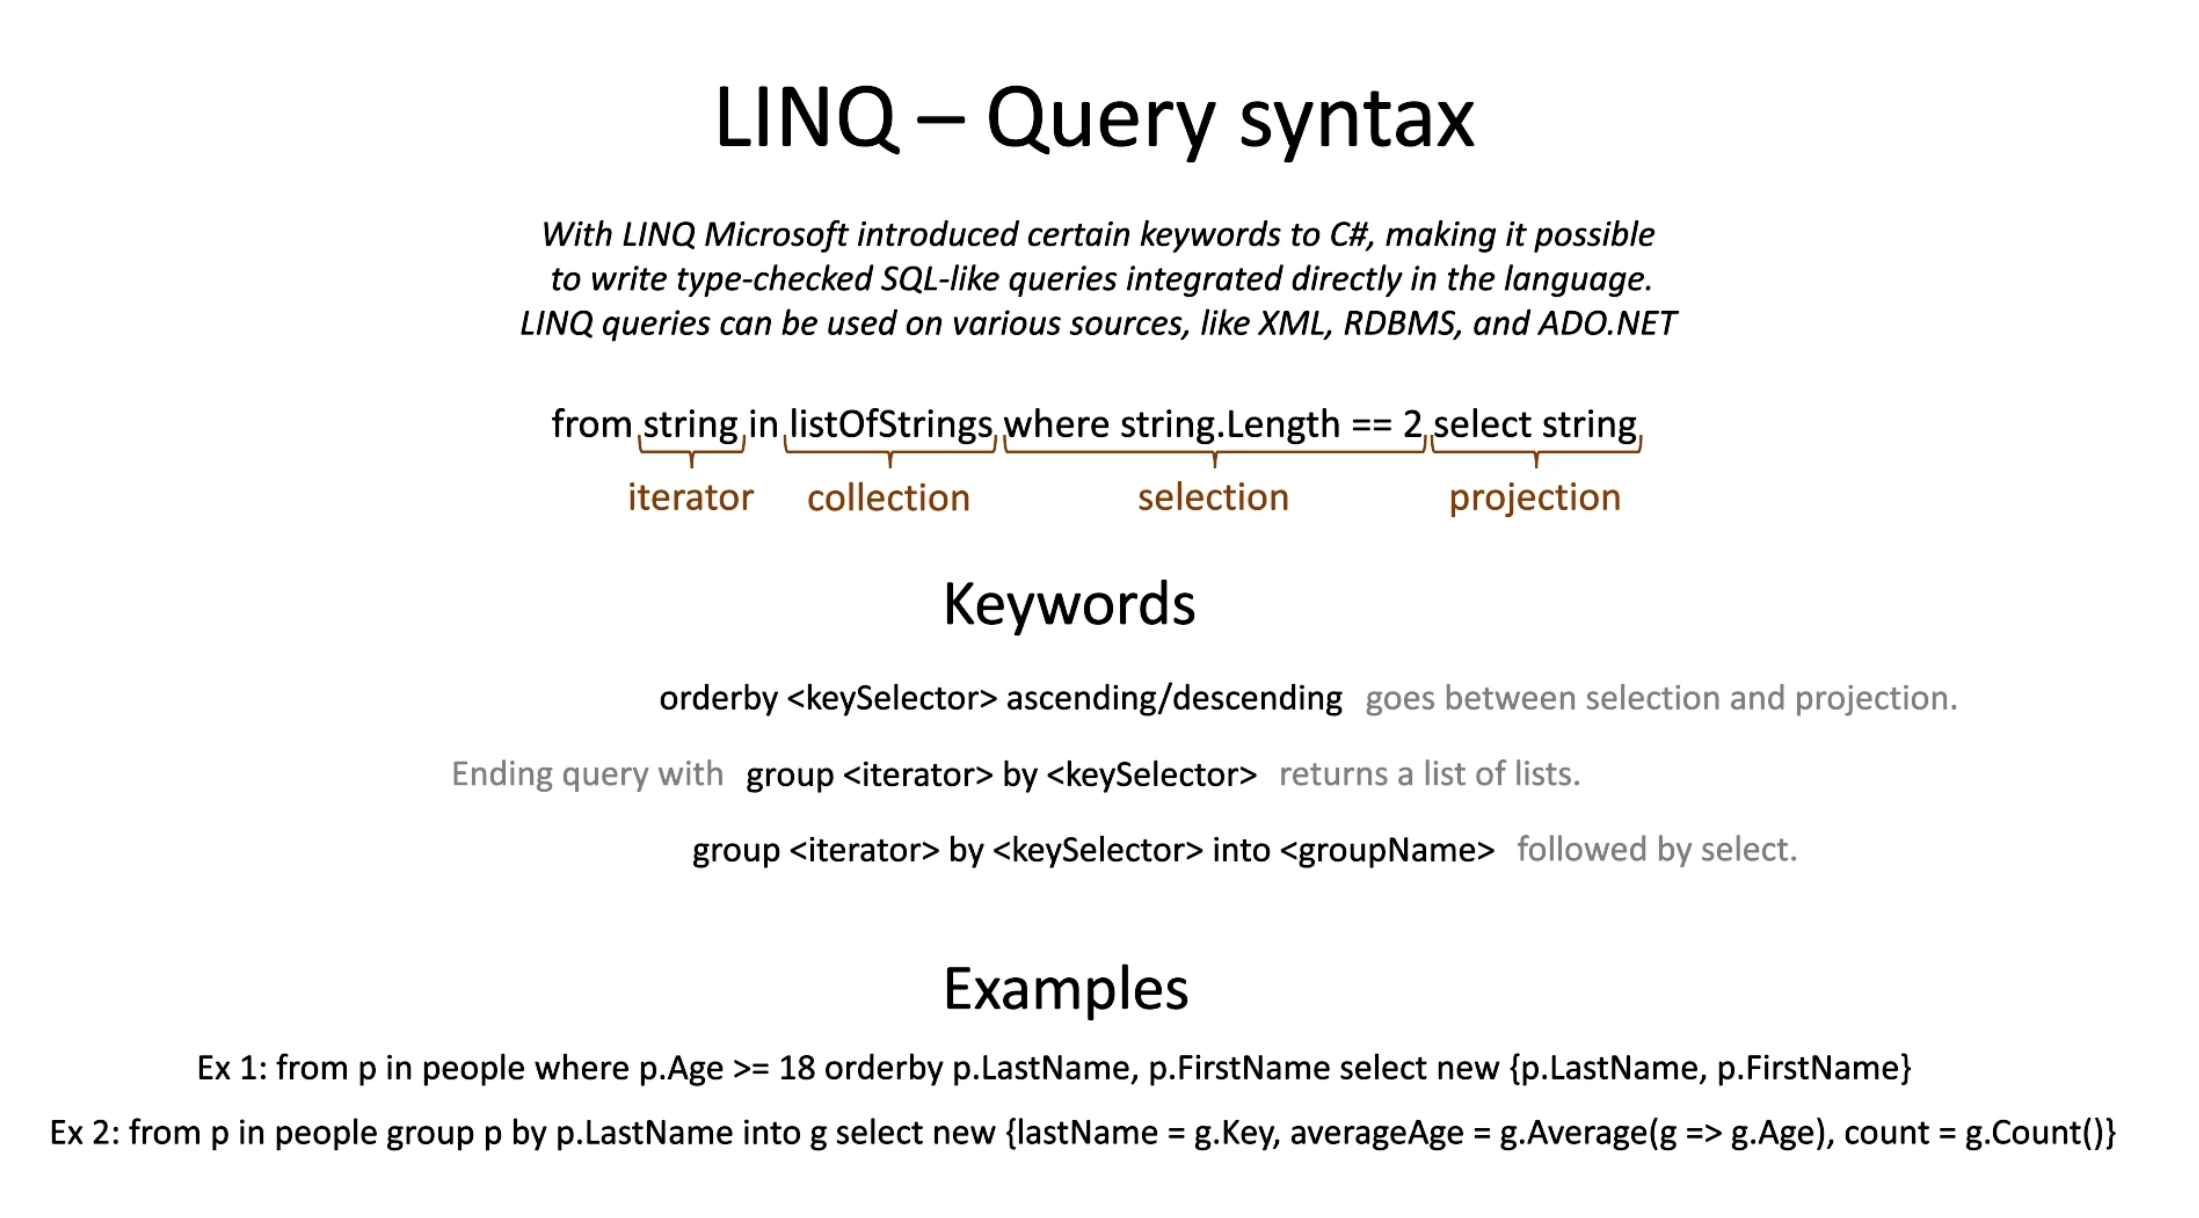 LINQ – Query syntax
With LINQ Microsoft introduced certain keywords to C#, making it possible
to write type-checked SQL-like queries integrated directly in the language.
LINQ queries can be used on various sources, like XML, RDBMS, and ADO.NET
from string in listOfStrings where string.Length == 2 select string
iterator collection selection projection
Keywords
orderby <keySelector> ascending/descending goes between selection and projection.
Ending query with group <iterator> by <keySelector> returns a list of lists.
group <iterator> by <keySelector> into <groupName> followed by select.
Examples
Ex 1: from p in people where p.Age >= 18 orderby p.LastName, p.FirstName select new {p.LastName, p.FirstName}
Ex 2: from p in people group p by p.LastName into g select new {lastName = g.Key, averageAge = g.Average(g => g.Age), count = g.Count()}